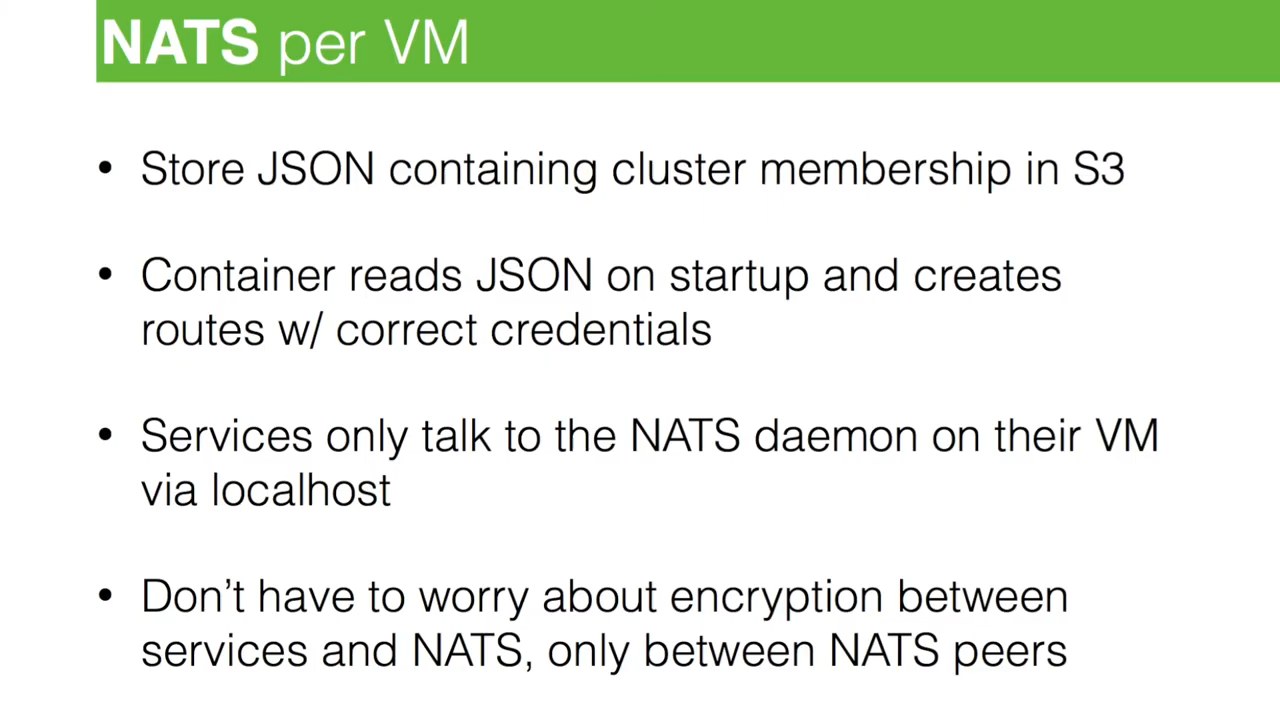 NATS per VM
• Store JSON containing cluster membership in S3
• Container reads JSON on startup and creates
routes w/ correct credentials
• Services only talk to the NATS daemon on their VM
via localhost
• Don’t have to worry about encryption between
services and NATS, only between NATS peers